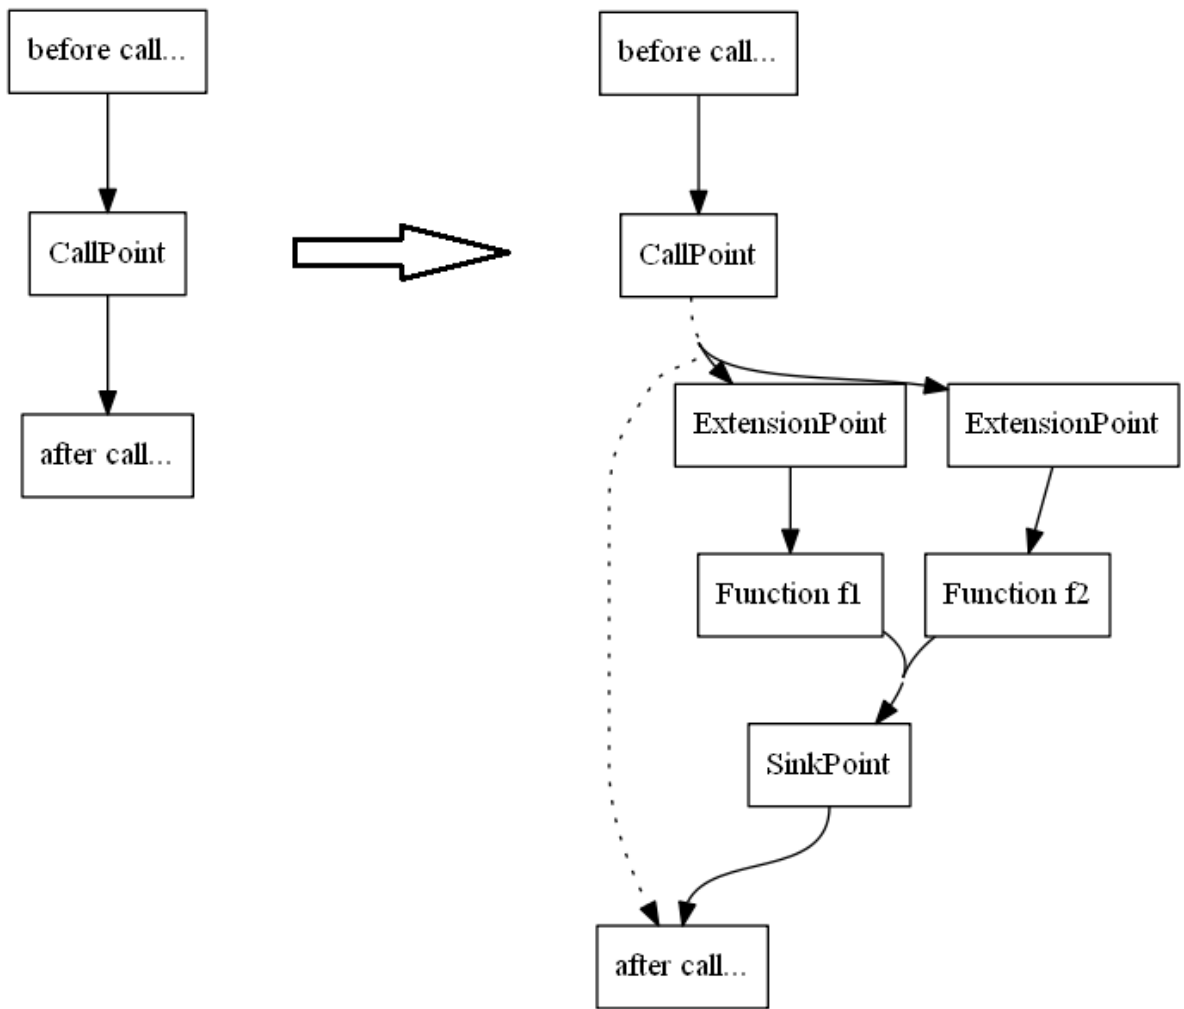 before call...
CallPoint
after call...
before call...
CallPoint
ExtensionPoint
ExtensionPoint
Function f1
Function f2
SinkPoint
after call...